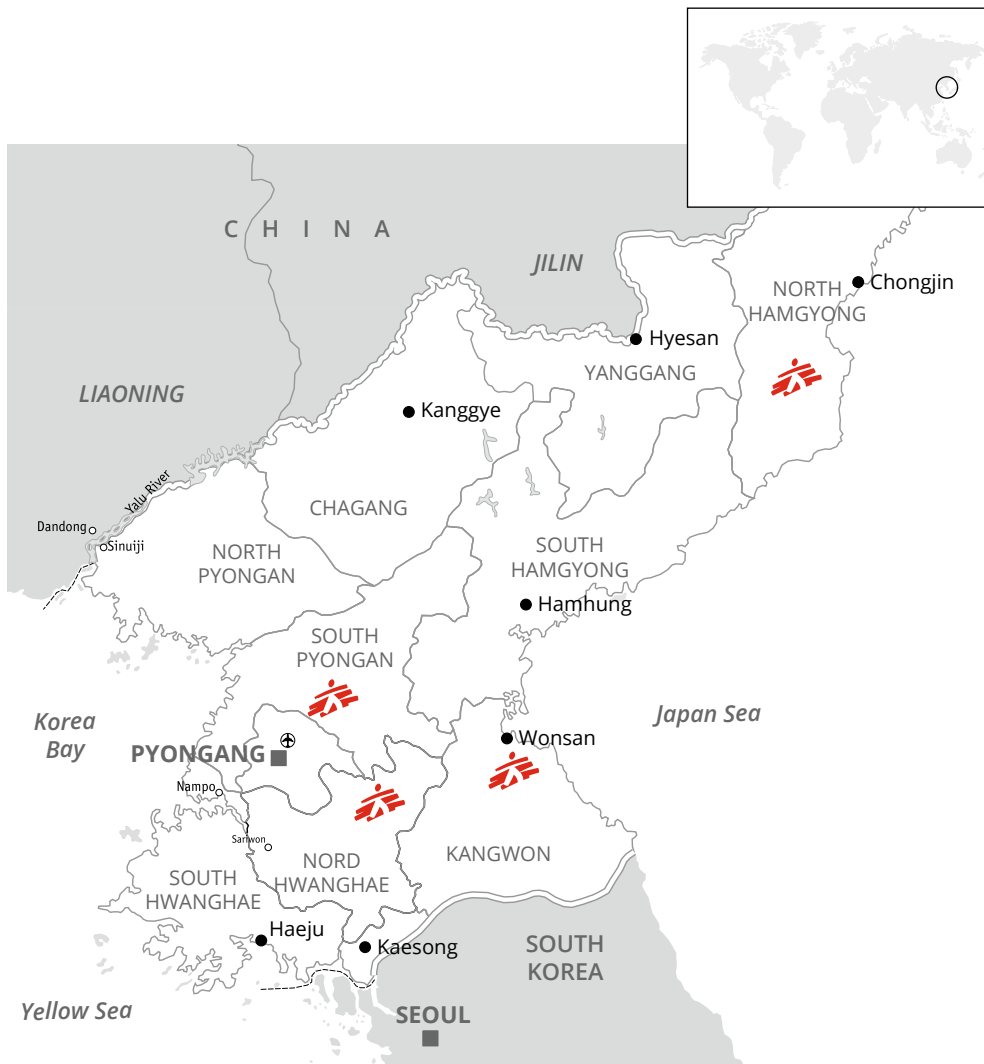 CHINA
JILIN
NORTH
HAMGYONG
Chongjin
Hyesan
YANGGANG
LIAONING
Kanggye
Yalu River
CHAGANG
Dandong
Sinuiji
NORTH
PYONGAN
SOUTH
HAMGYONG
Hamhung
SOUTH
PYONGAN
Korea
Bay
Japan Sea
PYONGANG
Wonsan
Nampo
Sariwon
NORD
HWANGHAE
KANGWON
SOUTH
HWANGHAE
Haeju
Kaesong
SOUTH
KOREA
Yellow Sea
SEOUL